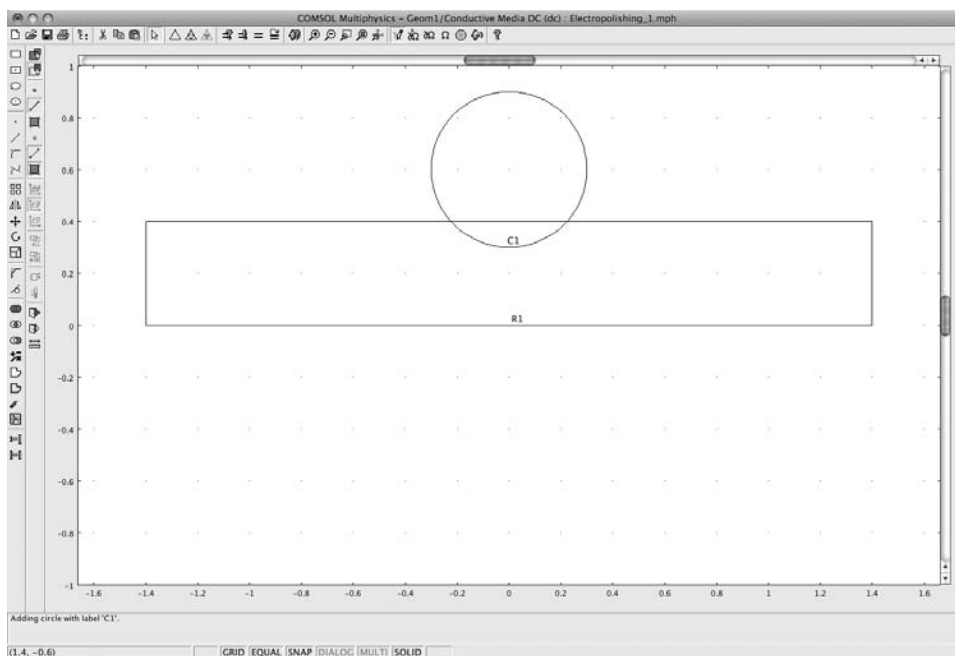 COMSOL Multiphysics – Geom1/Conductive Media DC (dc) : Electropolishing_1.mph
1
0.8
0.6
0.4
0.2
0
-0.2
-0.4
-0.6
-0.8
-1
C1
R1
-1.6 -1.4 -1.2 -1 -0.8 -0.6 -0.4 -0.2 0 0.2 0.4 0.6 0.8 1 1.2 1.4 1.6
Adding circle with label 'C1'.
(1.4, -0.6) GRID EQUAL SNAP DIALOG MULTI SOLID